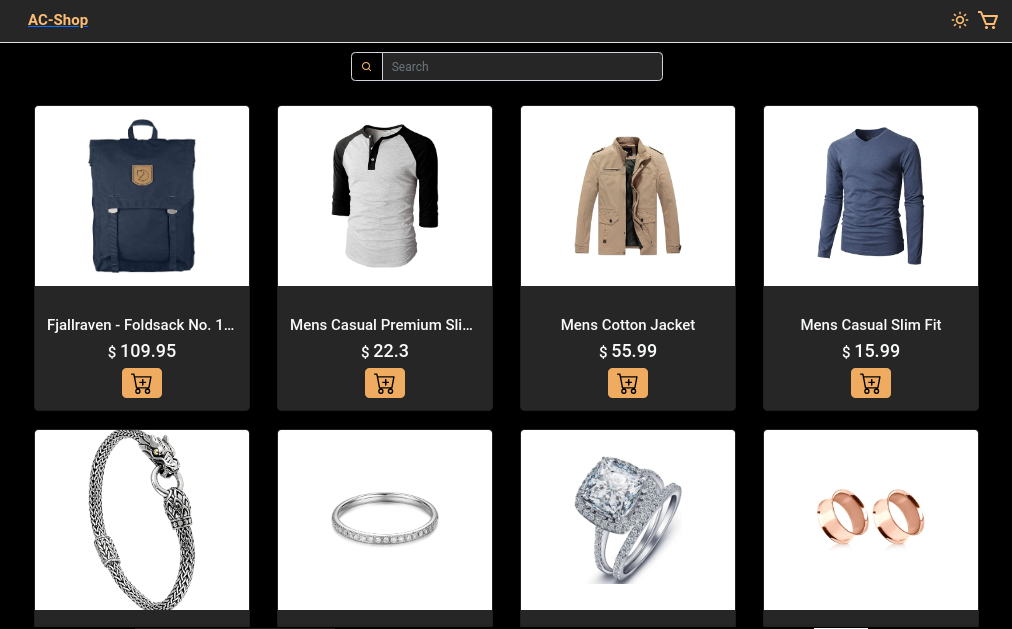 AC-Shop
Search
Fjallraven - Foldsack No. 1...
$ 109.95
Mens Casual Premium Sli...
$ 22.3
Mens Cotton Jacket
$ 55.99
Mens Casual Slim Fit
$ 15.99